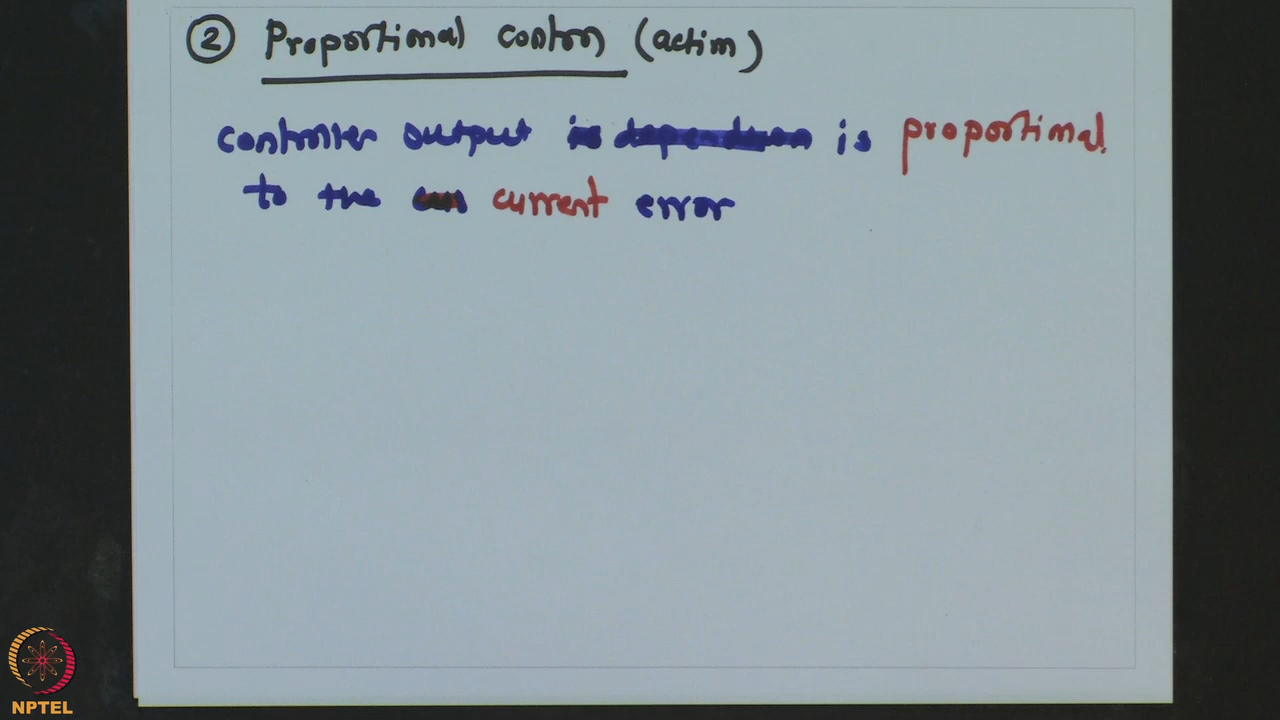 ② Proportional control (action)
controller output is proportional
to the current error
NPTEL